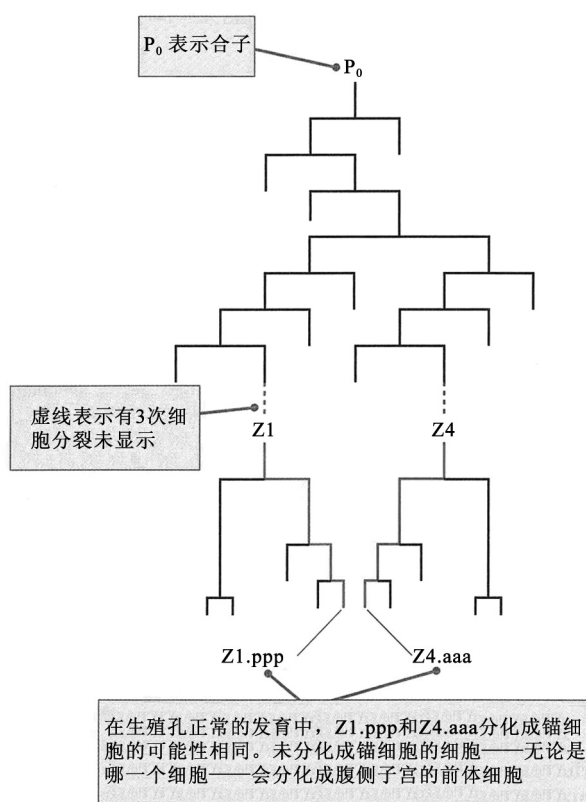 P₀ 表示合子
P₀
虚线表示有3次细
胞分裂未显示
Z1
Z4
Z1.ppp
Z4.aaa
在生殖孔正常的发育中，Z1.ppp和Z4.aaa分化成锚细
胞的可能性相同。未分化成锚细胞的细胞——无论是
哪一个细胞——会分化成腹侧子宫的前体细胞